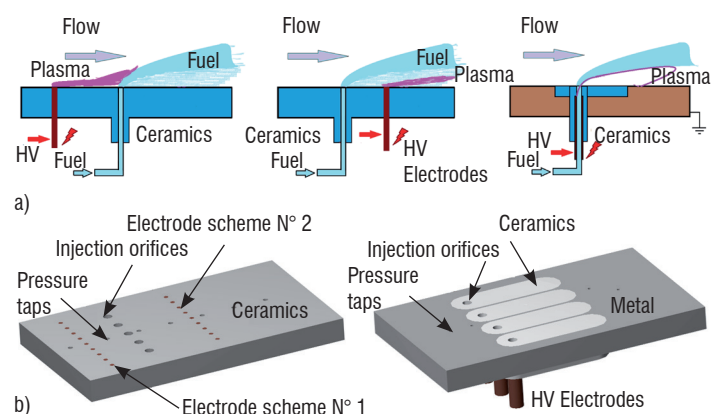 Flow
Plasma
Fuel
Ceramics
HV
Fuel
a)
Flow
Fuel
Plasma
Ceramics
Fuel
HV
Electrodes
Flow
Plasma
Ceramics
HV
Fuel
Electrode scheme N° 2
Injection orifices
Pressure
taps
Ceramics
b)
Electrode scheme N° 1
Ceramics
Injection orifices
Pressure
taps
Metal
HV Electrodes